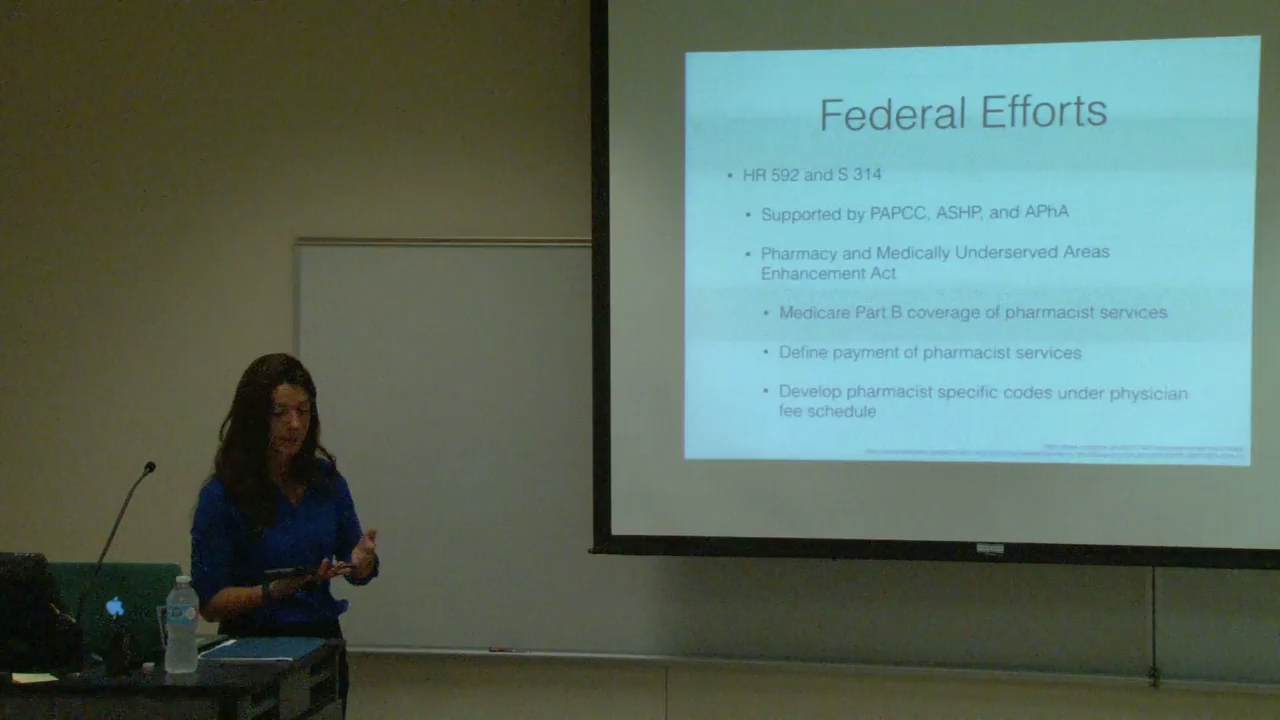 Federal Efforts
• HR 592 and S 314
• Supported by PAPCC, ASHP, and APhA
• Pharmacy and Medically Underserved Areas
Enhancement Act
• Medicare Part B coverage of pharmacist services
• Define payment of pharmacist services
• Develop pharmacist specific codes under physician
fee schedule